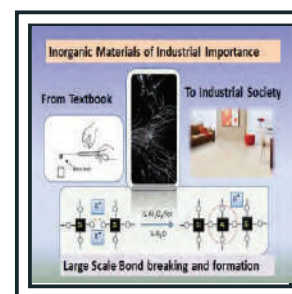 Inorganic Materials of Industrial Importance
From Textbook
To Industrial Society
Large Scale Bond breaking and formation